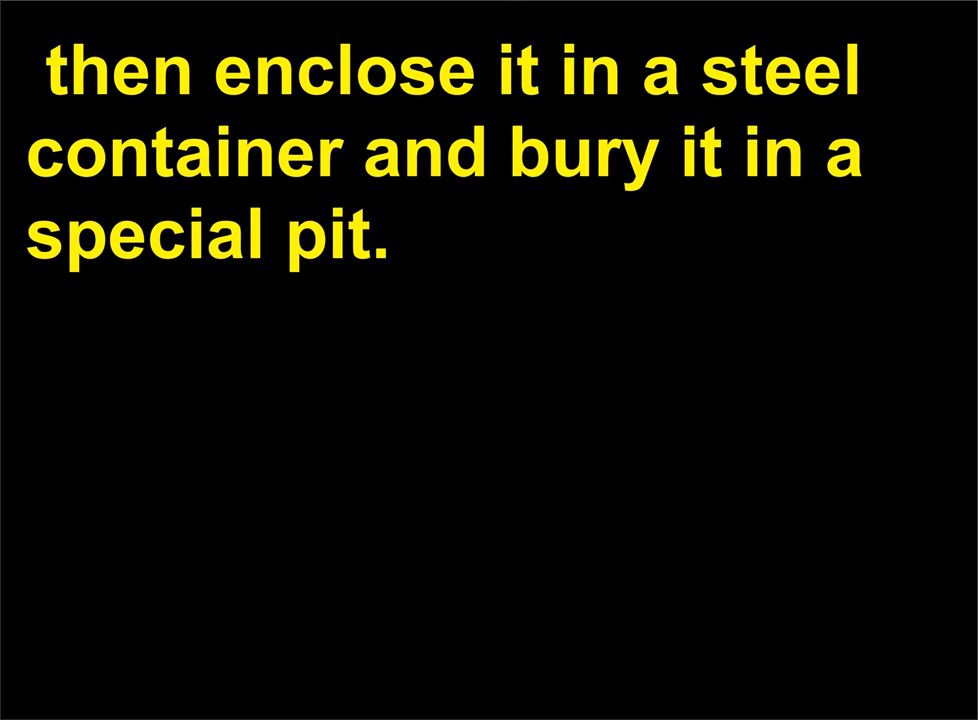 then enclose it in a steel
container and bury it in a
special pit.